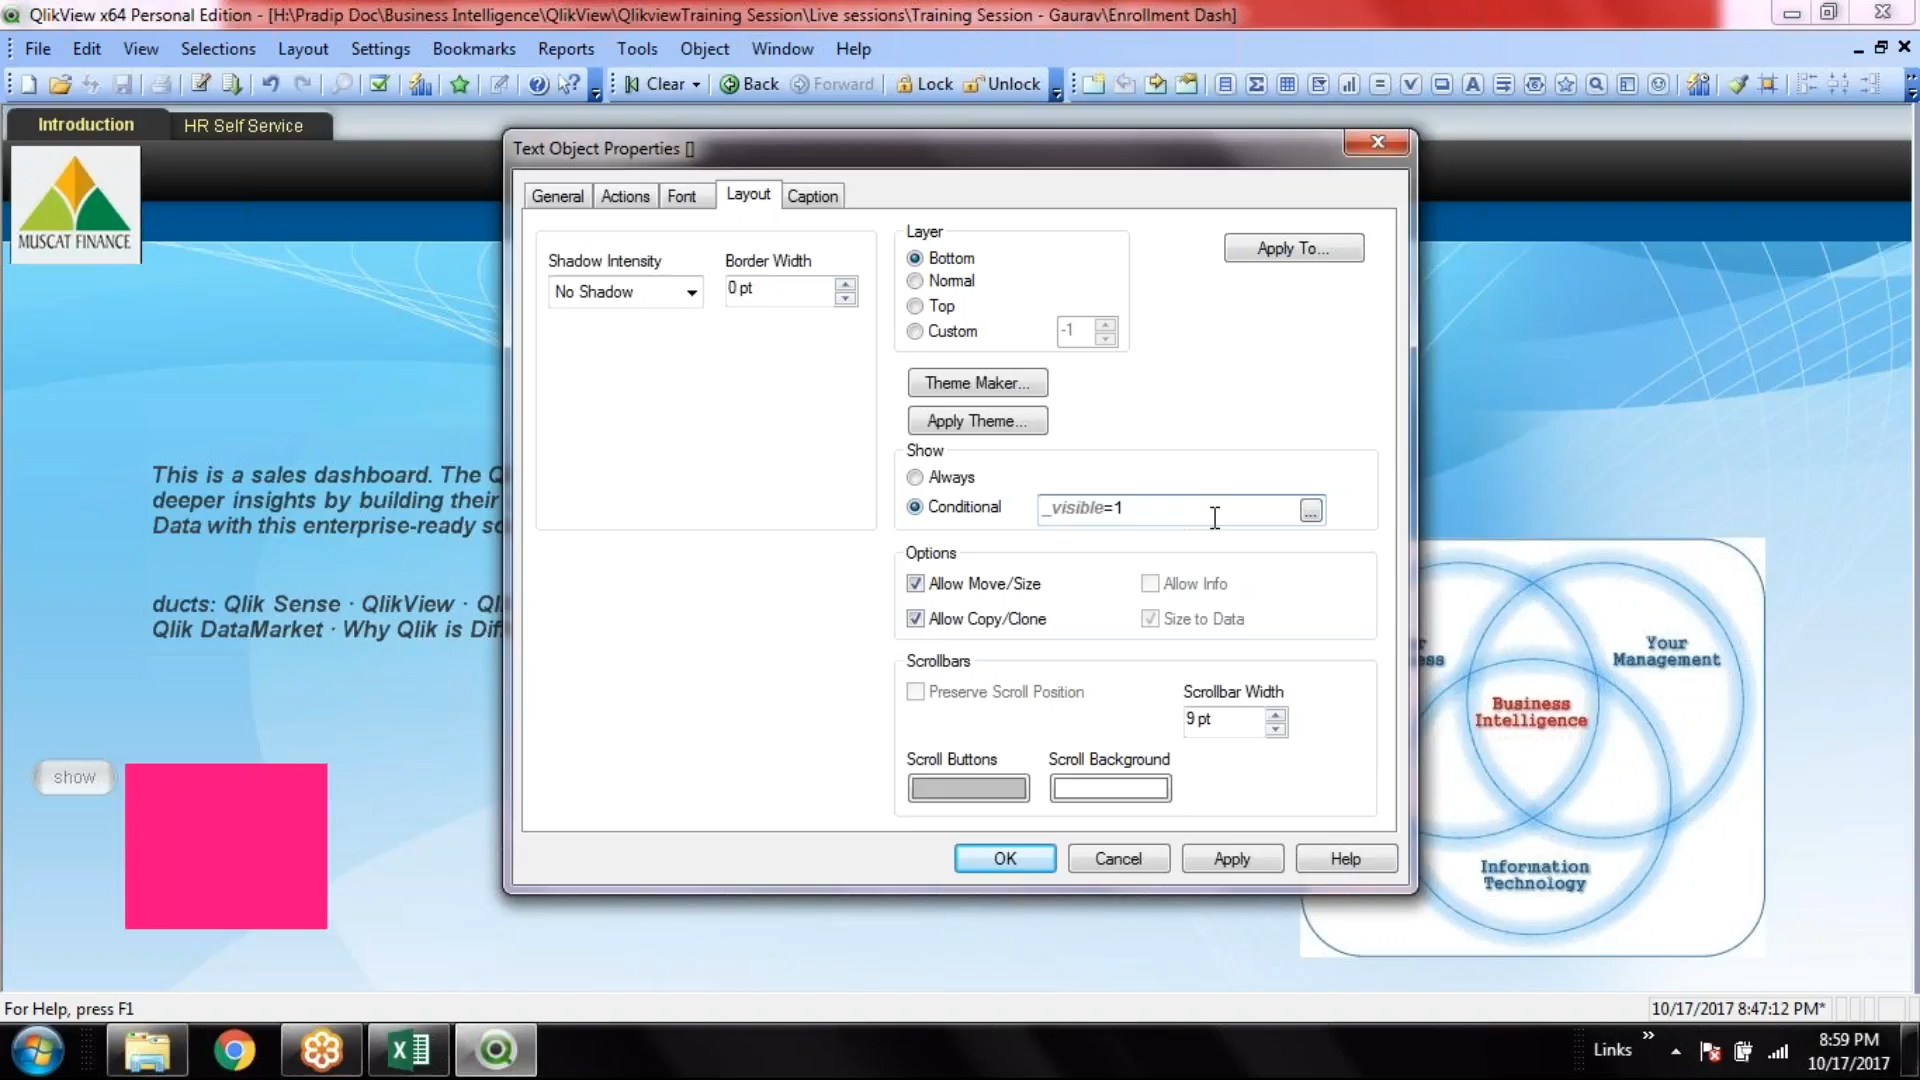 QlikView x64 Personal Edition - [H:\Pradip Doc\Business Intelligence\QlikView\QlikviewTraining Session\Live sessions\Training Session - Gaurav\Enrollment Dash]
File Edit View Selections Layout Settings Bookmarks Reports Tools Object Window Help
Clear Back Forward Lock Unlock
Introduction HR Self Service
MUSCAT FINANCE
Text Object Properties []
General Actions Font Layout Caption
Shadow Intensity Border Width
No Shadow 0 pt
Layer
Bottom
Normal
Top
Custom -1
Apply To...
Theme Maker...
Apply Theme...
Show
Always
Conditional _visible=1 ...
Options
Allow Move/Size Allow Info
Allow Copy/Clone Size to Data
Scrollbars
Preserve Scroll Position Scrollbar Width
9 pt
Scroll Buttons Scroll Background
OK Cancel Apply Help
This is a sales dashboard. The Q
deeper insights by building their
Data with this enterprise-ready so
ducts: Qlik Sense · QlikView · Ql
Qlik DataMarket · Why Qlik is Dif
show
Your
Management
Business
Intelligence
Information
Technology
For Help, press F1 10/17/2017 8:47:12 PM*
Links 8:59 PM
10/17/2017